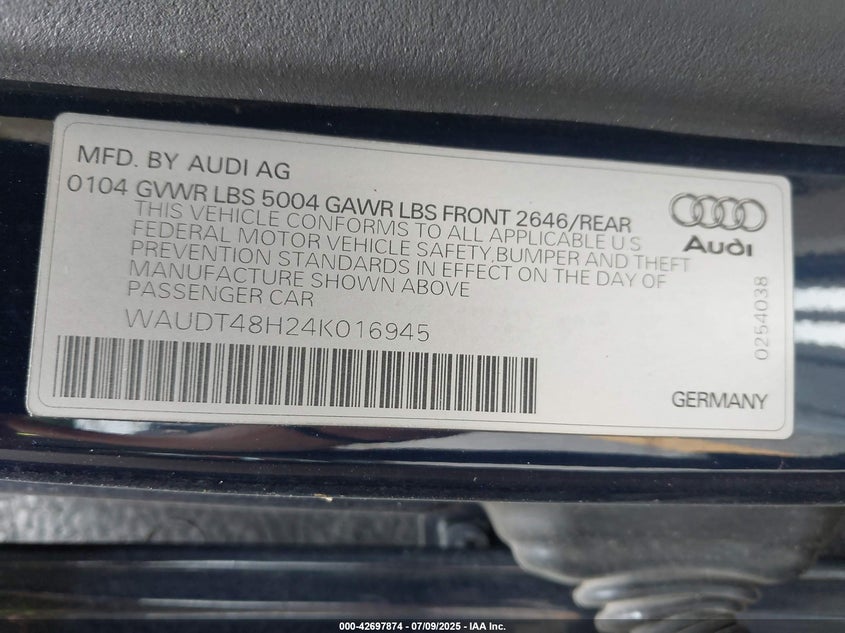 MFD. BY AUDI AG
0104 GVWR LBS 5004 GAWR LBS FRONT 2646/REAR
THIS VEHICLE CONFORMS TO ALL APPLICABLE U S
FEDERAL MOTOR VEHICLE SAFETY,BUMPER AND THEFT
PREVENTION STANDARDS IN EFFECT ON THE DAY OF
MANUFACTURE SHOWN ABOVE
PASSENGER CAR
WAUDT48H24K016945
Audi
0254038
GERMANY
000-42697874 / 07/09/2025 - IAA Inc.